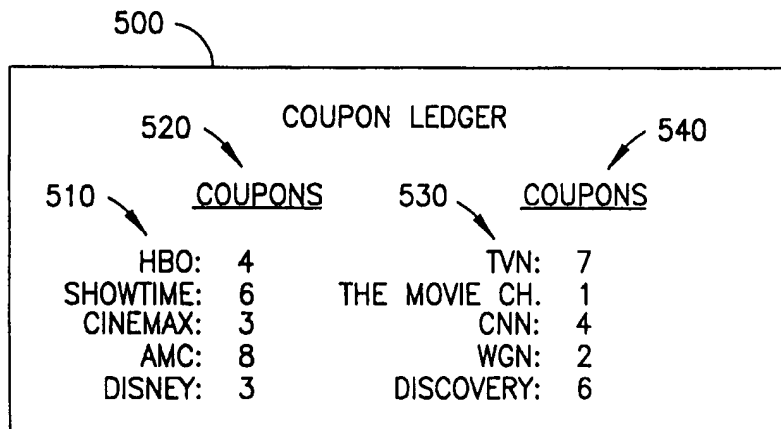 500
COUPON LEDGER
520
540
510
COUPONS
530
COUPONS
HBO: 4
TVN: 7
SHOWTIME: 6
THE MOVIE CH. 1
CINEMAX: 3
CNN: 4
AMC: 8
WGN: 2
DISNEY: 3
DISCOVERY: 6